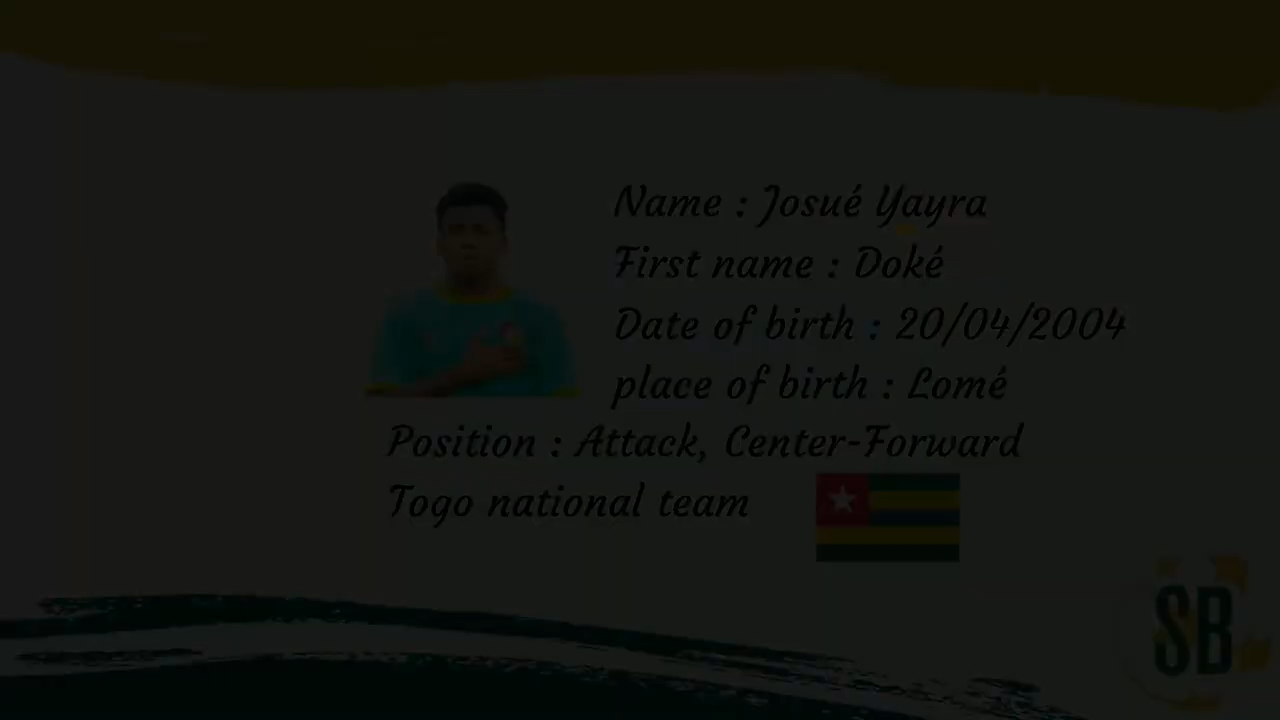 Name : Josué Yayra
First name : Doké
Date of birth : 20/04/2004
place of birth : Lomé
Position : Attack, Center-Forward
Togo national team
SB